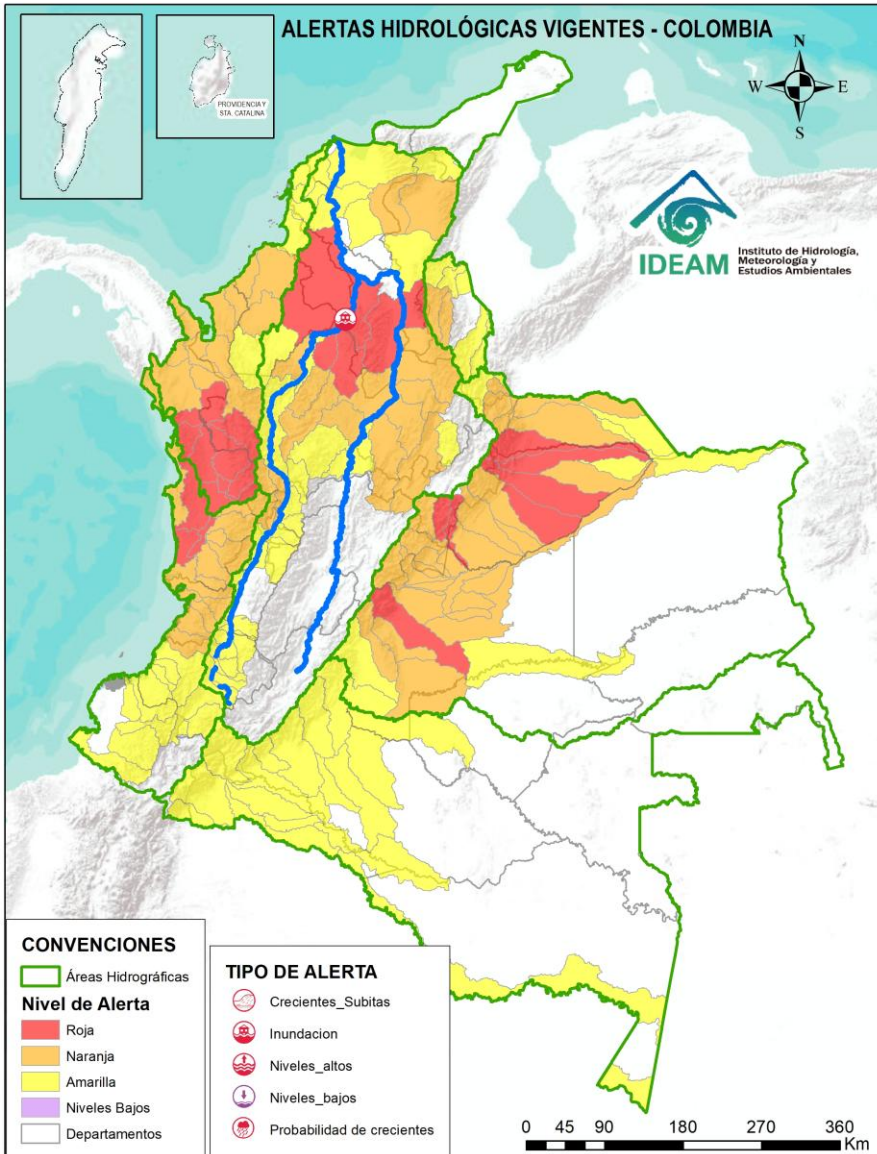 ALERTAS HIDROLÓGICAS VIGENTES - COLOMBIA
PROVIDENCIA Y
STA. CATALINA
N
W
E
S
IDEAM
Instituto de Hidrología,
Meteorología y
Estudios Ambientales
CONVENCIONES
Áreas Hidrográficas
Nivel de Alerta
Roja
Naranja
Amarilla
Niveles Bajos
Departamentos
TIPO DE ALERTA
Crecientes_Subitas
Inundacion
Niveles_altos
Niveles_bajos
Probabilidad de crecientes
0 45 90 180 270 360
Km